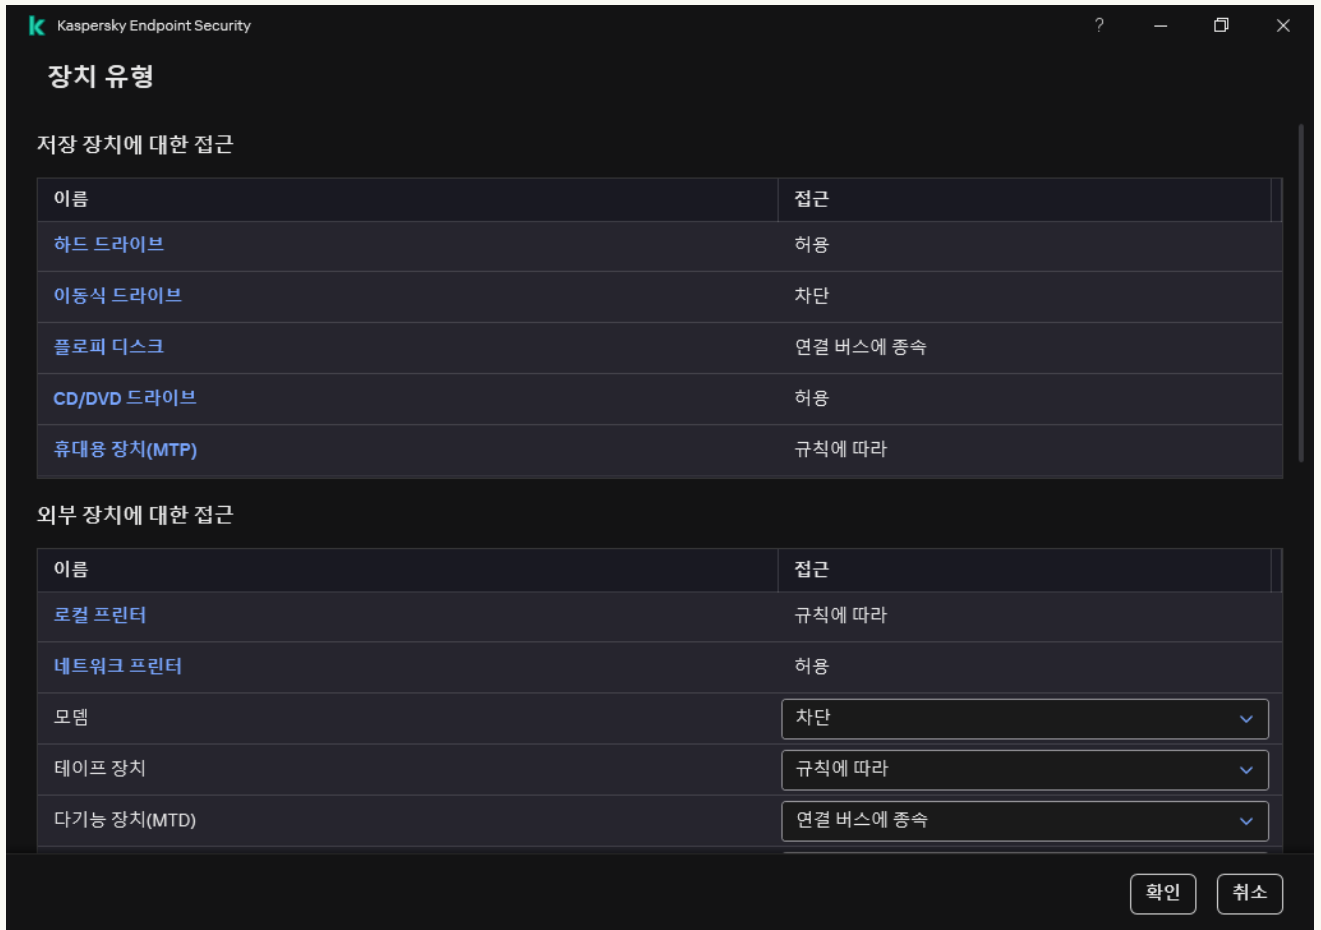 Kaspersky Endpoint Security
장치 유형
저장 장치에 대한 접근
이름 접근
하드 드라이브 허용
이동식 드라이브 차단
플로피 디스크 연결 버스에 종속
CD/DVD 드라이브 허용
휴대용 장치(MTP) 규칙에 따라
외부 장치에 대한 접근
이름 접근
로컬 프린터 규칙에 따라
네트워크 프린터 허용
모뎀 차단
테이프 장치 규칙에 따라
다기능 장치(MTD) 연결 버스에 종속
확인 취소